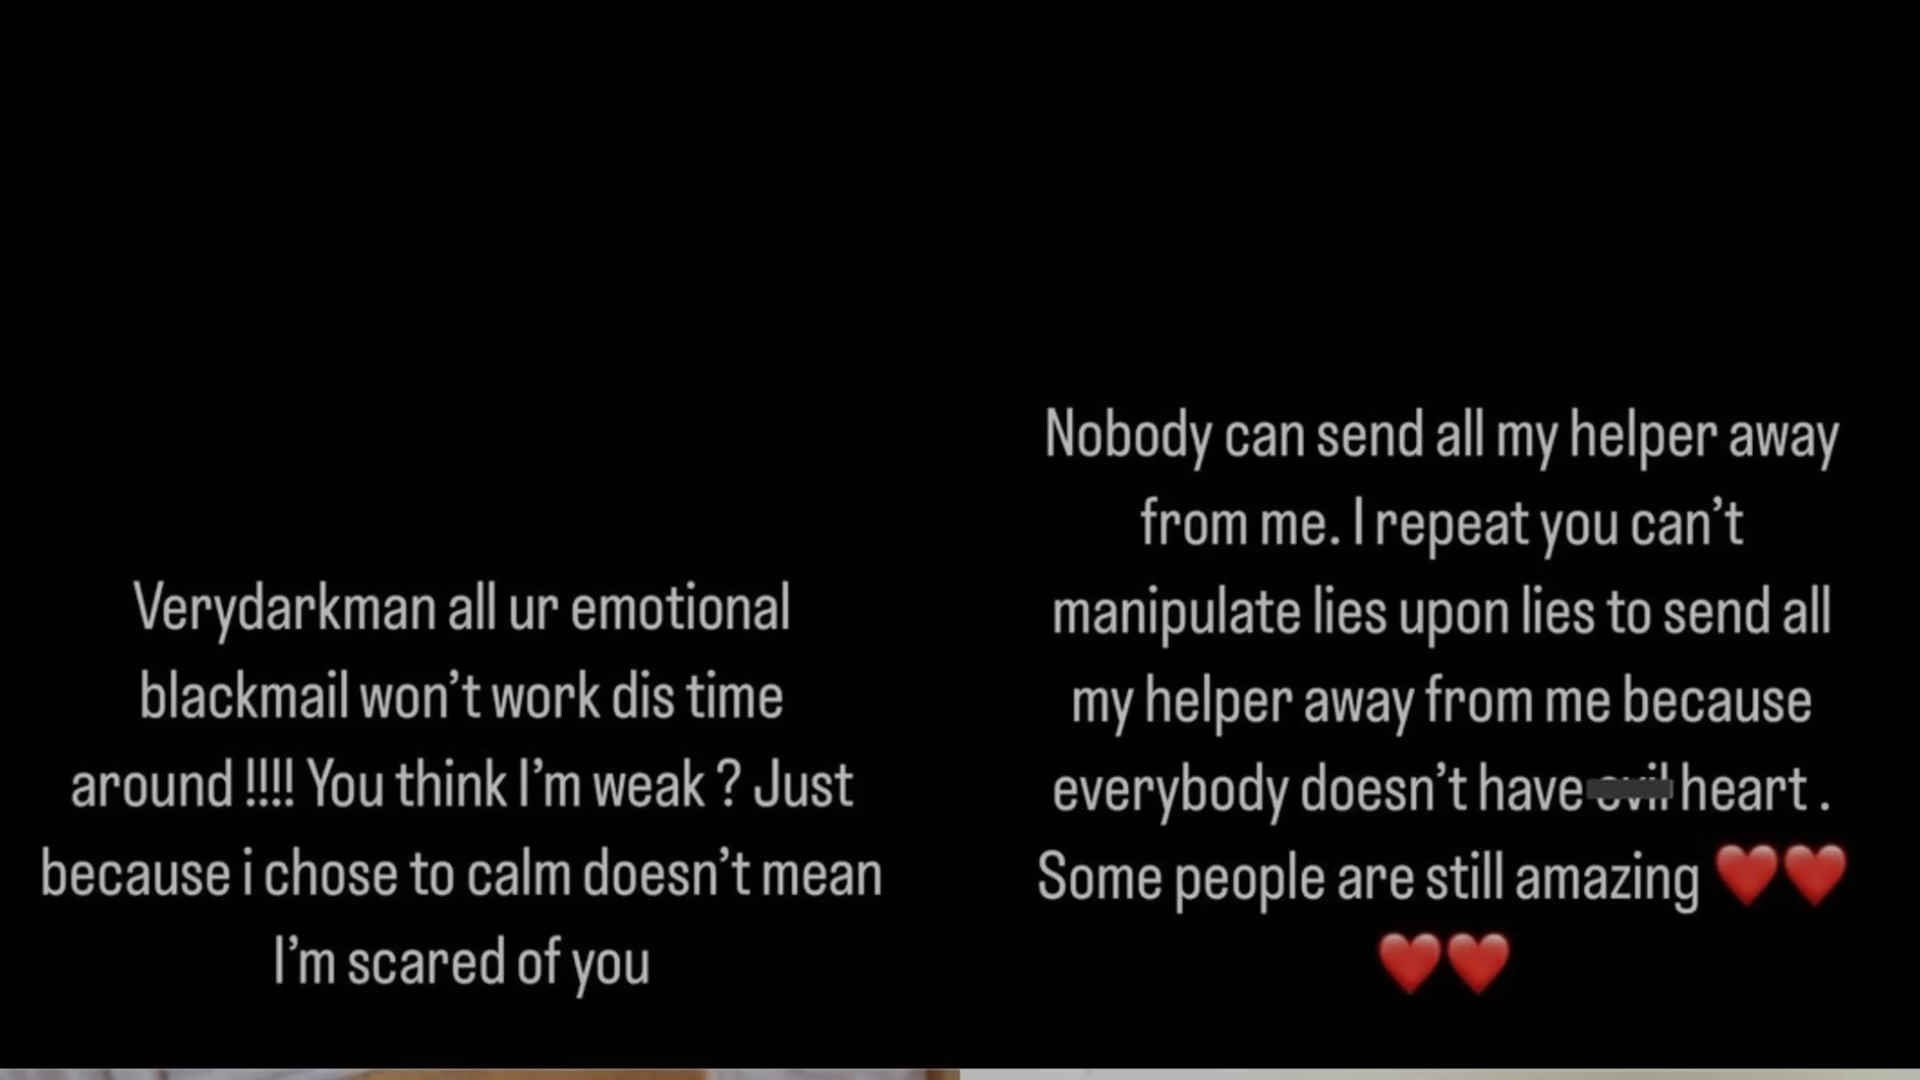 Verydarkman all ur emotional
blackmail won't work dis time
around !!!! You think I'm weak ? Just
because i chose to calm doesn't mean
I'm scared of you
Nobody can send all my helper away
from me. I repeat you can't
manipulate lies upon lies to send all
my helper away from me because
everybody doesn't have evil heart .
Some people are still amazing ❤️❤️
❤️❤️